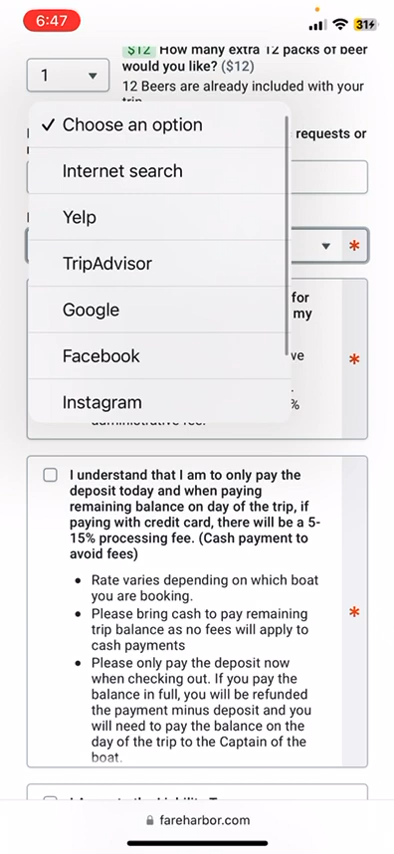 6:47
31
$12 How many extra 12 packs of beer
would you like? ($12)
1
12 Beers are already included with your
trip
✓ Choose an option
requests or
Internet search
Yelp
*
TripAdvisor
Google
for
my
Facebook
ve
*
Instagram
%
administrative fee.
I understand that I am to only pay the
deposit today and when paying
remaining balance on day of the trip, if
paying with credit card, there will be a 5-
15% processing fee. (Cash payment to
avoid fees)
• Rate varies depending on which boat
you are booking.
*
• Please bring cash to pay remaining
trip balance as no fees will apply to
cash payments
• Please only pay the deposit now
when checking out. If you pay the
balance in full, you will be refunded
the payment minus deposit and you
will need to pay the balance on the
day of the trip to the Captain of the
boat.
fareharbor.com